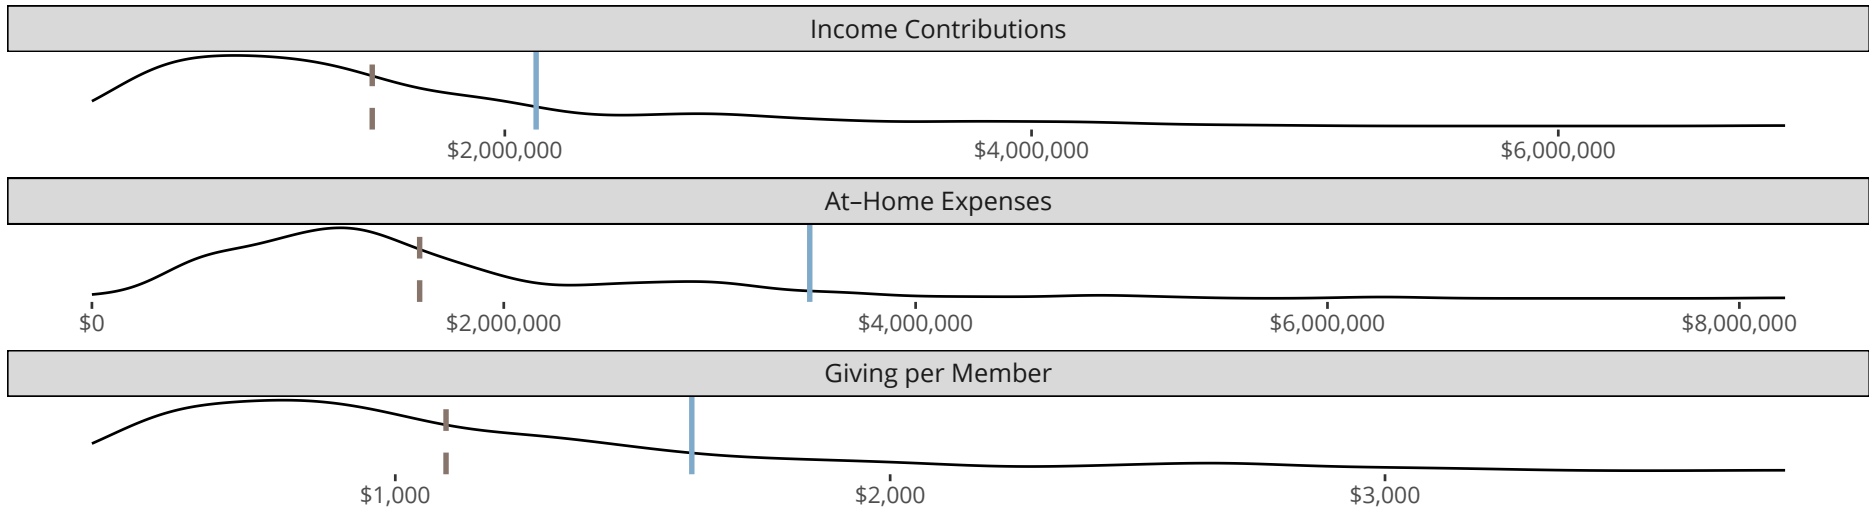 Income Contributions
$2,000,000 $4,000,000 $6,000,000
At–Home Expenses
$0 $2,000,000 $4,000,000 $6,000,000 $8,000,000
Giving per Member
$1,000 $2,000 $3,000